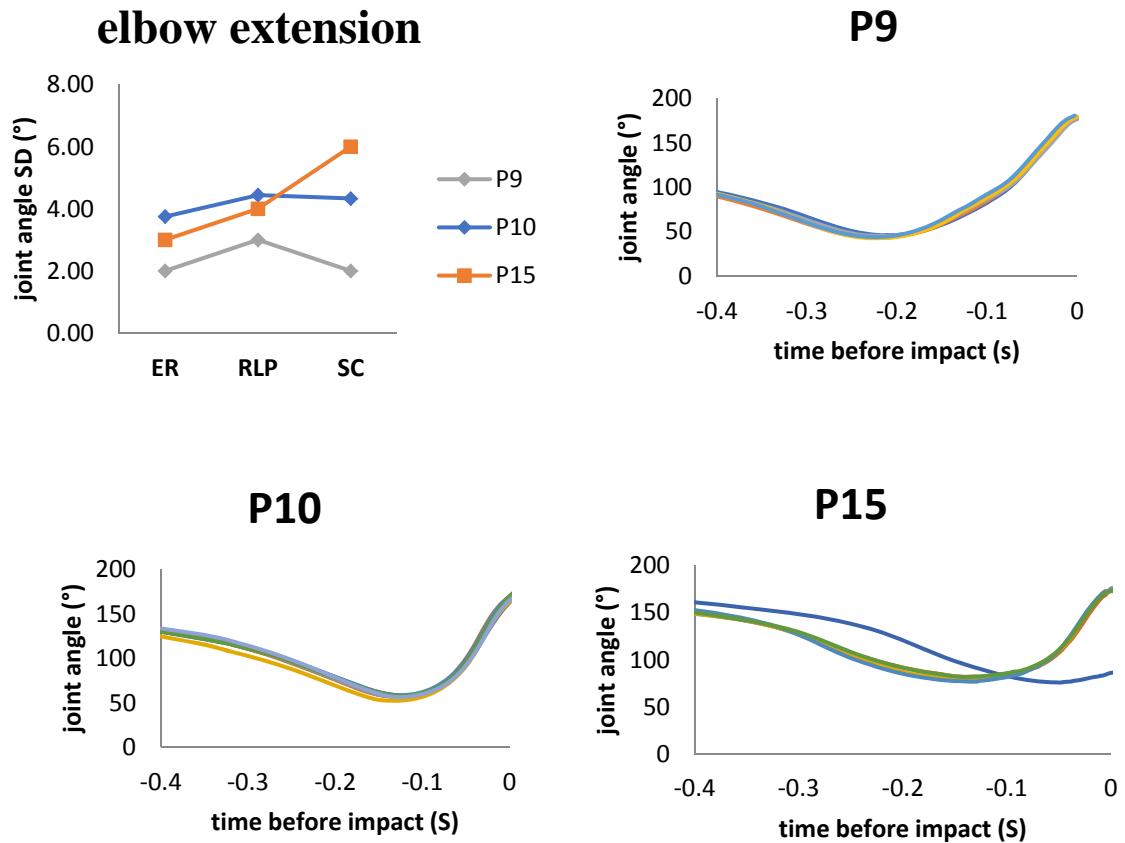 elbow extension
8.00
6.00
4.00
2.00
0.00
joint angle SD (°)
ER RLP SC
P9
P10
P15
P9
200
150
100
50
0
joint angle (°)
-0.4 -0.3 -0.2 -0.1 0
time before impact (s)
P10
200
150
100
50
0
joint angle (°)
-0.4 -0.3 -0.2 -0.1 0
time before impact (S)
P15
200
150
100
50
0
joint angle (°)
-0.4 -0.3 -0.2 -0.1 0
time before impact (S)